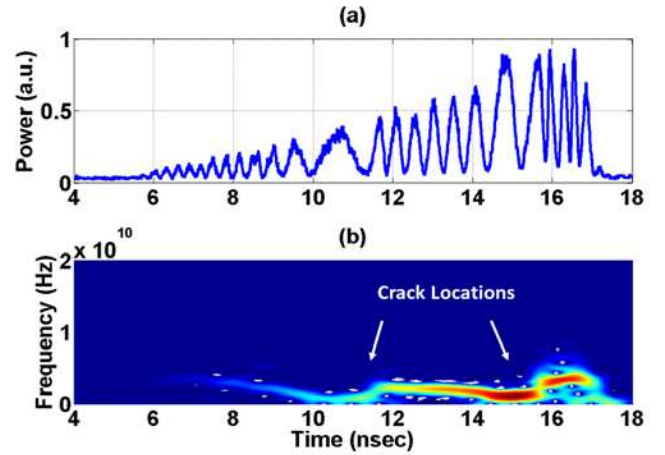 (a)
Power (a.u.)
1
0.5
0
4 6 8 10 12 14 16 18
(b)
x 10^10
Frequency (Hz)
2
1
0
Crack Locations
4 6 8 10 12 14 16 18
Time (nsec)